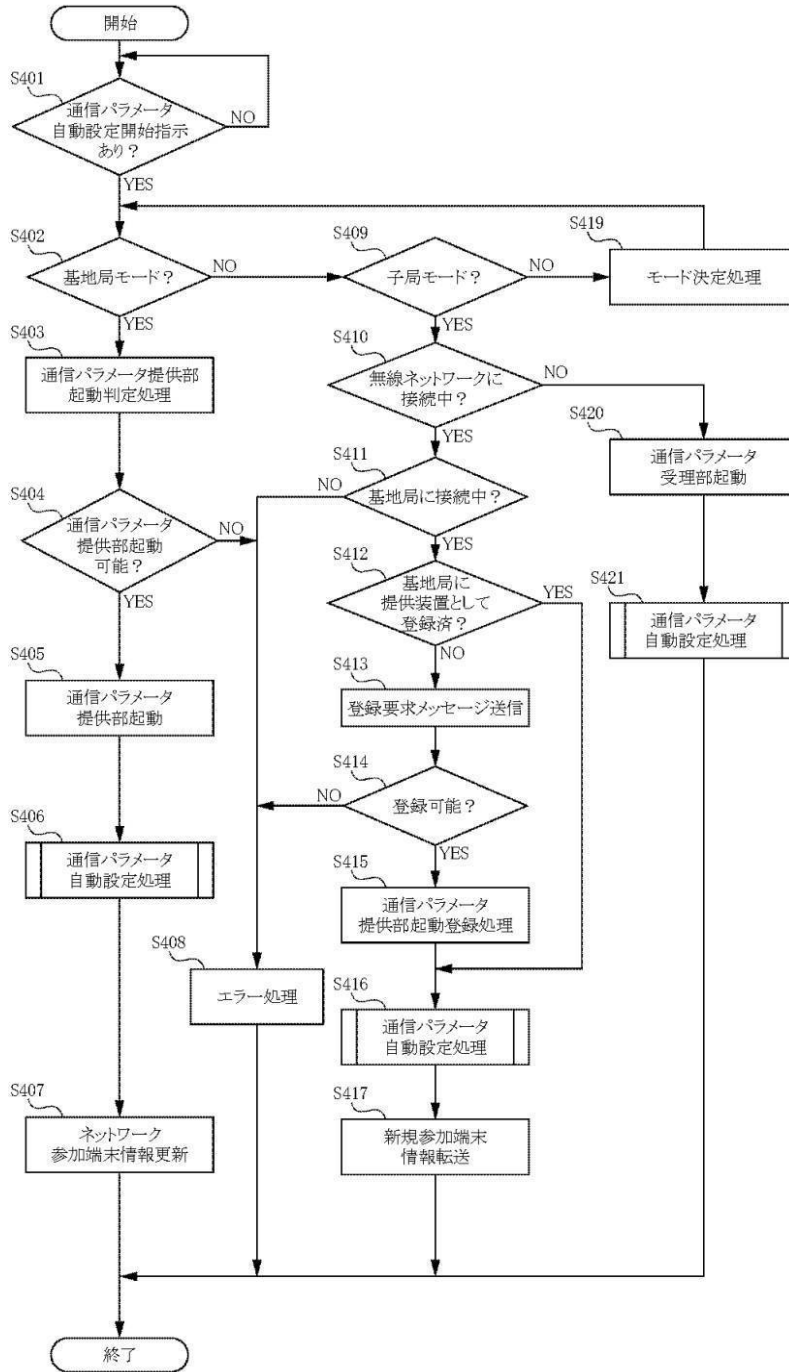 開始
S401
通信パラメータ
自動設定開始指示
あり?
NO
YES
S402
基地局モード?
NO
YES
S409
子局モード?
NO
YES
S419
モード決定処理
S403
通信パラメータ提供部
起動判定処理
S410
無線ネットワークに
接続中?
NO
YES
S420
通信パラメータ
受理部起動
S404
通信パラメータ
提供部起動
可能?
NO
YES
S411
基地局に接続中?
NO
YES
S412
基地局に
提供装置として
登録済?
YES
NO
S421
通信パラメータ
自動設定処理
S405
通信パラメータ
提供部起動
S413
登録要求メッセージ送信
S414
登録可能?
NO
YES
S406
通信パラメータ
自動設定処理
S415
通信パラメータ
提供部起動登録処理
S408
エラー処理
S416
通信パラメータ
自動設定処理
S407
ネットワーク
参加端末情報更新
S417
新規参加端末
情報転送
終了